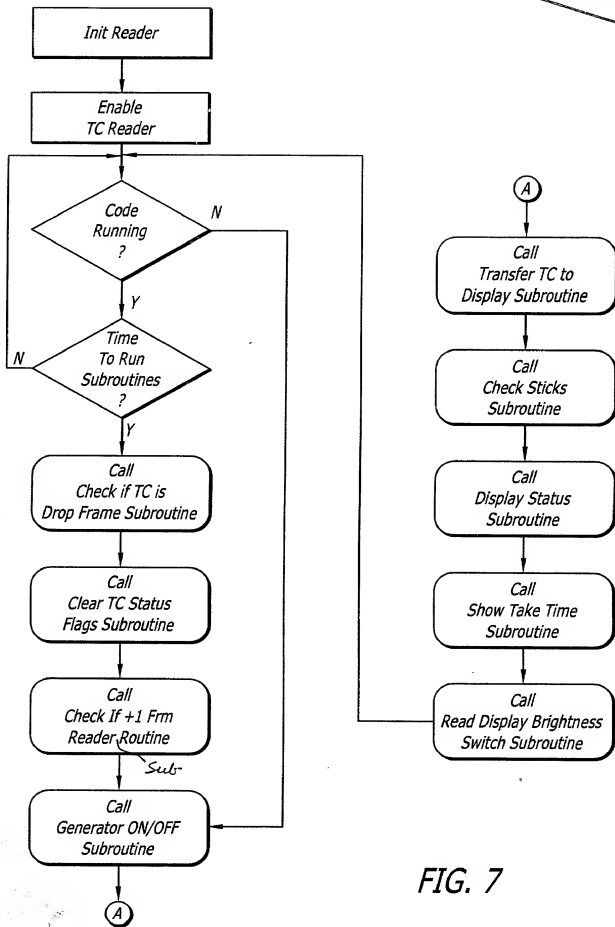 Init Reader
Enable
TC Reader
Code
Running
?
N
Y
Time
To Run
Subroutines
?
N
Y
Call
Check if TC is
Drop Frame Subroutine
Call
Clear TC Status
Flags Subroutine
Call
Check If +1 Frm
Reader Routine
Sub-
Call
Generator ON/OFF
Subroutine
A
A
Call
Transfer TC to
Display Subroutine
Call
Check Sticks
Subroutine
Call
Display Status
Subroutine
Call
Show Take Time
Subroutine
Call
Read Display Brightness
Switch Subroutine
FIG. 7